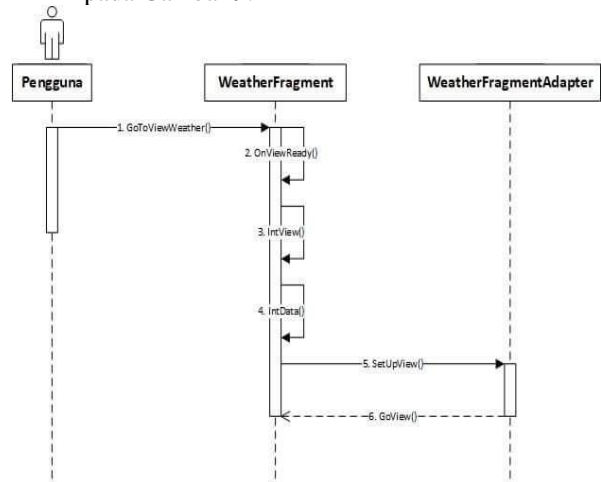 Pengguna
WeatherFragment
WeatherFragmentAdapter
1. GoToViewWeather()
2. OnViewReady()
3. IntView()
4. IntData()
5. SetUpView()
6. GoView()